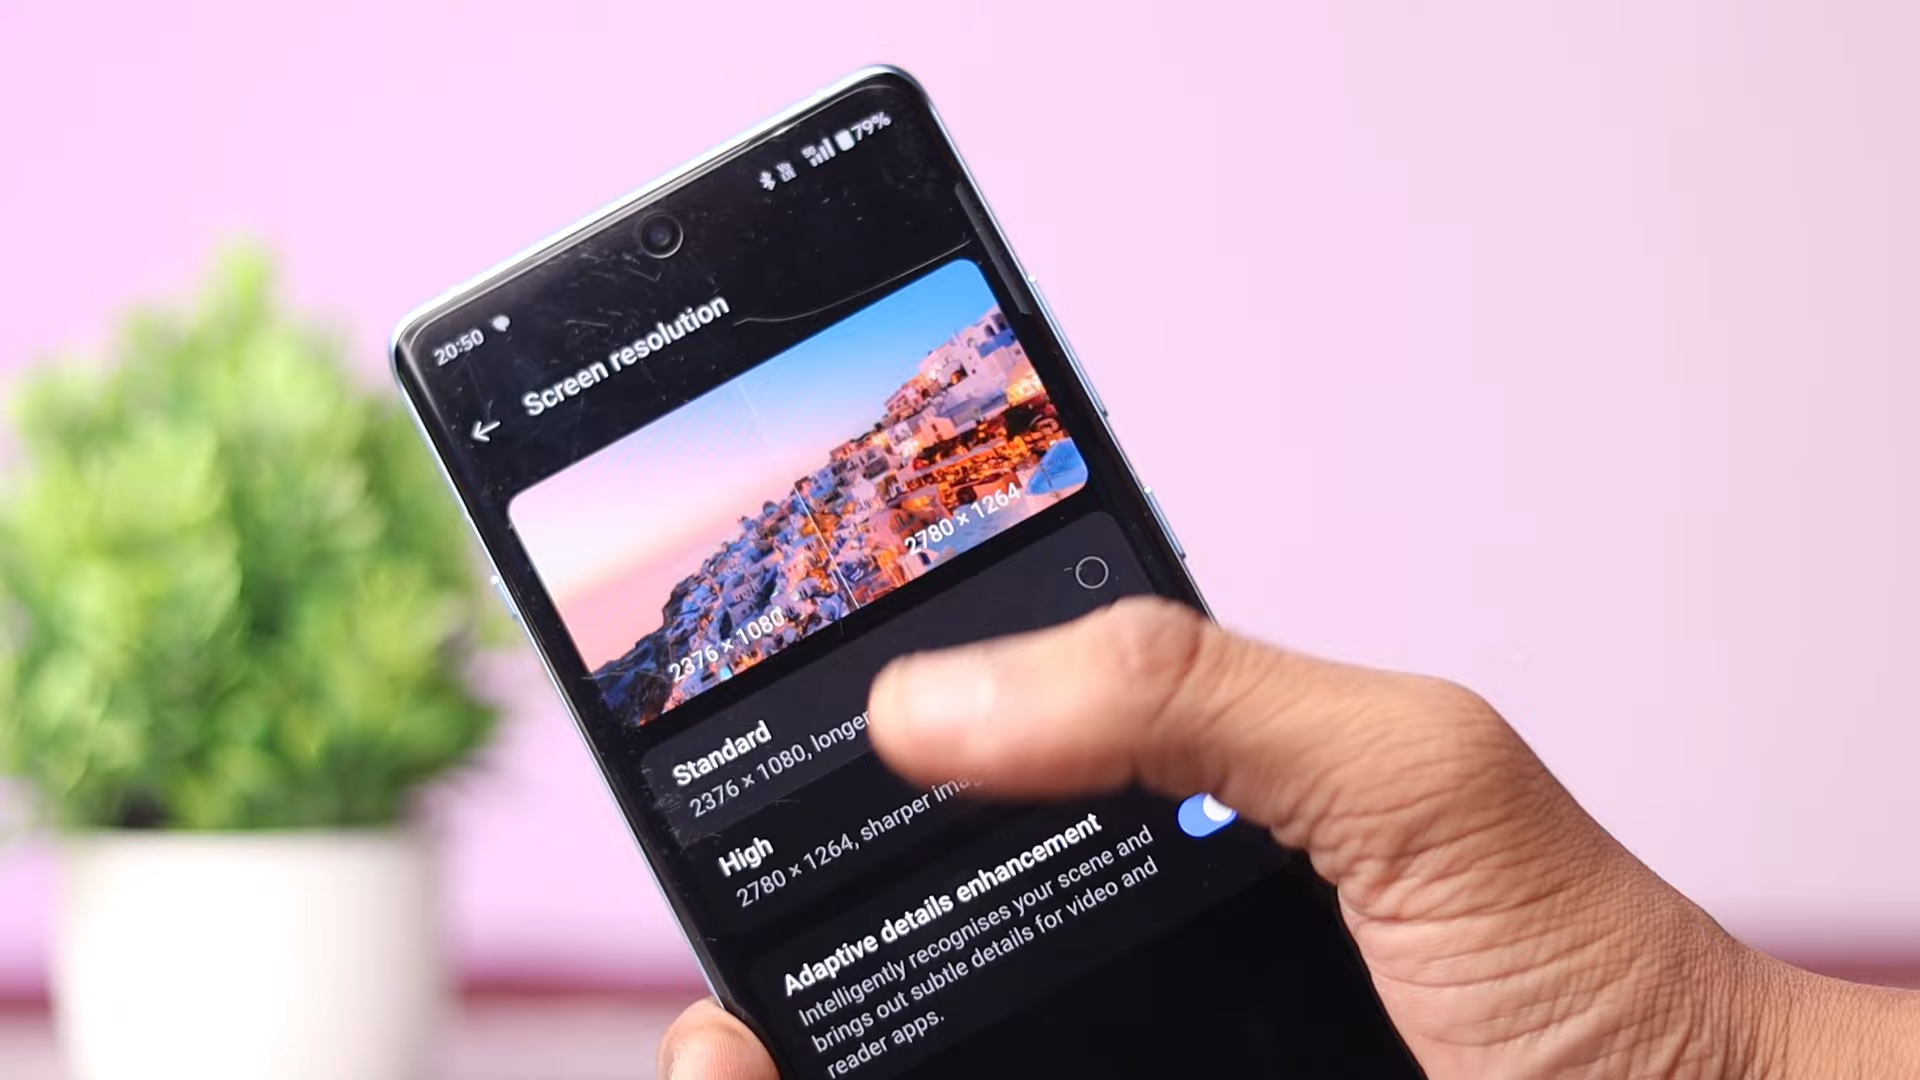 20:50
5G 79%
Screen resolution
2376 × 1080
2780 × 1264
Standard
2376 × 1080, longer
High
2780 × 1264, sharper
Adaptive details enhancement
Intelligently recognises your scene and
brings out subtle details for video and
reader apps.